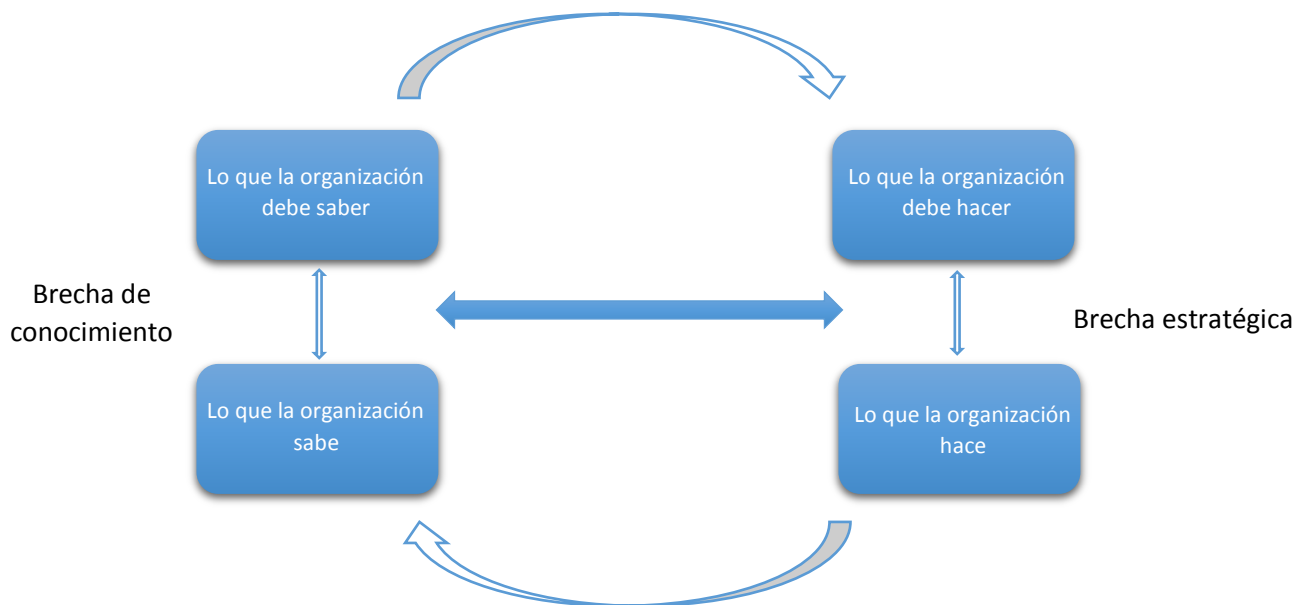 Lo que la organización
debe saber
Lo que la organización
debe hacer
Brecha de
conocimiento
Brecha estratégica
Lo que la organización
sabe
Lo que la organización
hace